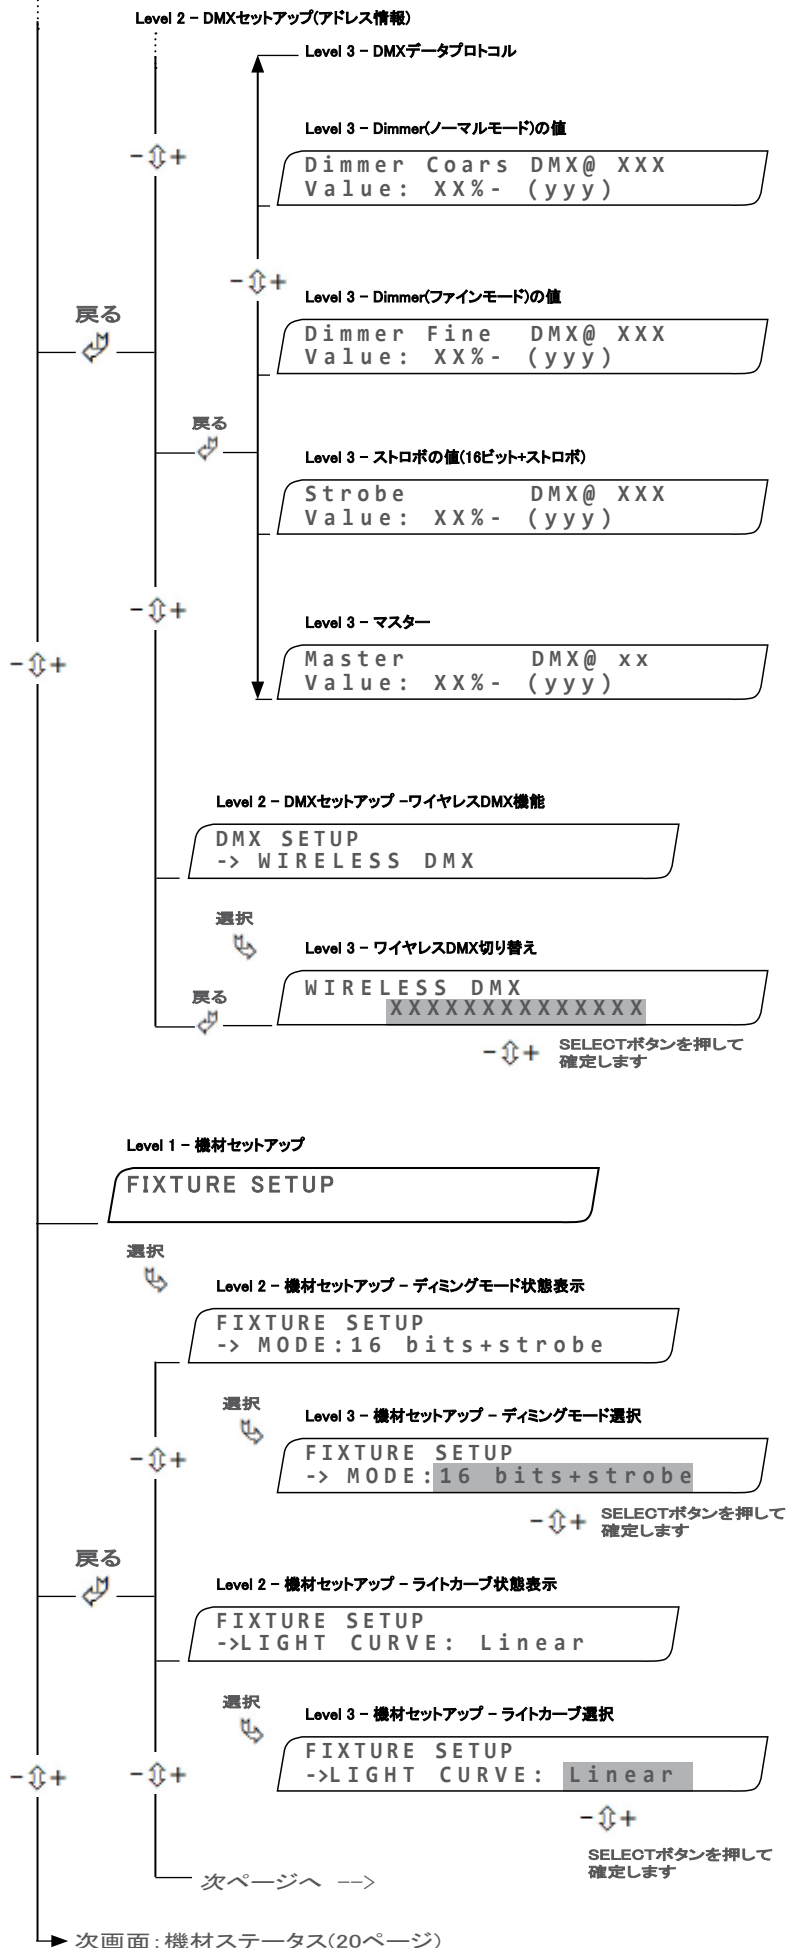 Level 2 - DMXセットアップ(アドレス情報)
Level 3 - DMXデータプロトコル
Level 3 - Dimmer(ノーマルモード)の値
- +
Dimmer Coars DMX@ XXX
Value: XX%- (yyy)
- +
Level 3 - Dimmer(ファインモード)の値
戻る
Dimmer Fine DMX@ XXX
Value: XX%- (yyy)
戻る
Level 3 - ストロボの値(16ビット+ストロボ)
Strobe DMX@ XXX
Value: XX%- (yyy)
- +
Level 3 - マスター
- +
Master DMX@ xx
Value: XX%- (yyy)
Level 2 - DMXセットアップ -ワイヤレスDMX機能
DMX SETUP
-> WIRELESS DMX
選択
Level 3 - ワイヤレスDMX切り替え
戻る
WIRELESS DMX
XXXXXXXXXXXXXX
- + SELECTボタンを押して
確定します
Level 1 - 機材セットアップ
FIXTURE SETUP
選択
Level 2 - 機材セットアップ - ディミングモード状態表示
FIXTURE SETUP
-> MODE:16 bits+strobe
選択
Level 3 - 機材セットアップ - ディミングモード選択
- +
FIXTURE SETUP
-> MODE:16 bits+strobe
- + SELECTボタンを押して
確定します
戻る
Level 2 - 機材セットアップ - ライトカーブ状態表示
FIXTURE SETUP
->LIGHT CURVE: Linear
選択
Level 3 - 機材セットアップ - ライトカーブ選択
- +
- +
FIXTURE SETUP
->LIGHT CURVE: Linear
- +
SELECTボタンを押して
確定します
次ページへ -->
次画面:機材ステータス(20ページ)